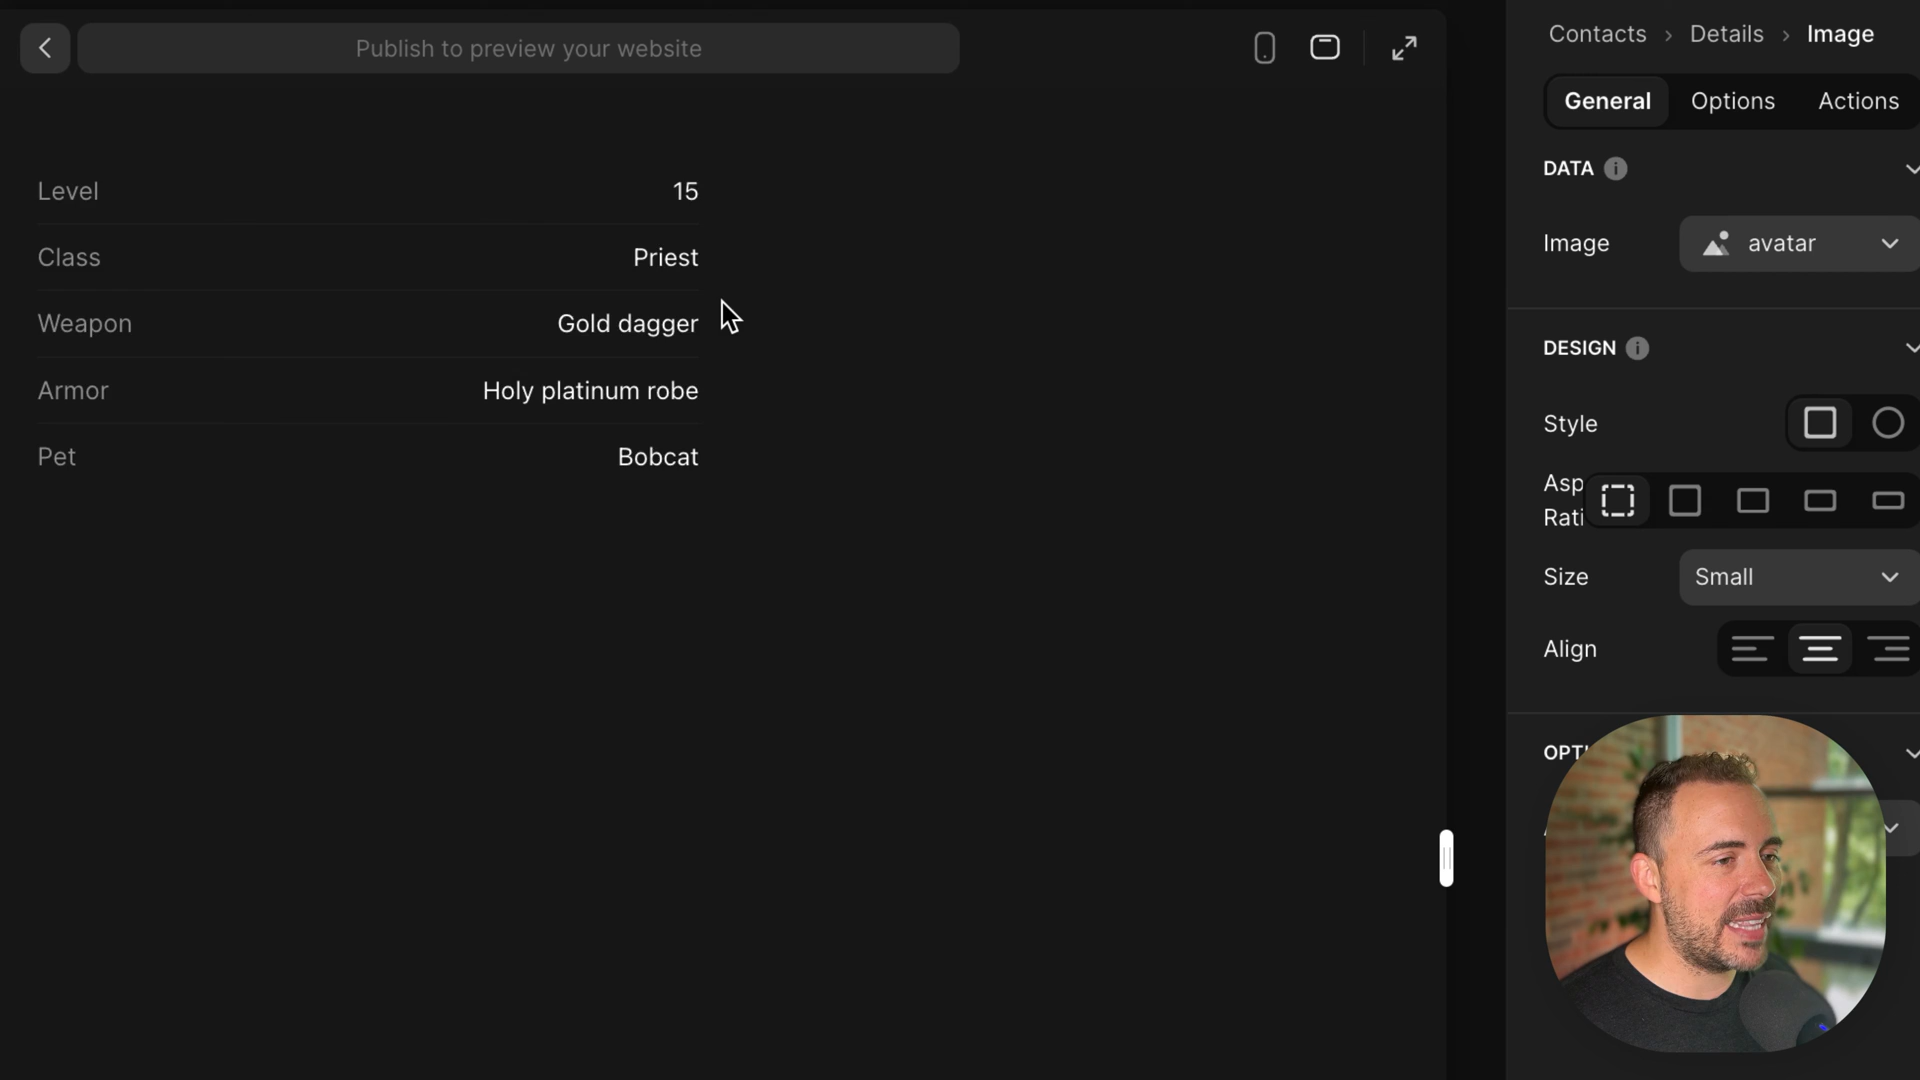 Publish to preview your website
Contacts > Details > Image
General Options Actions
DATA
Level 15
Image avatar
Class Priest
Weapon Gold dagger
DESIGN
Armor Holy platinum robe
Style
Pet Bobcat
Asp
Rati
Size Small
Align
OPTI